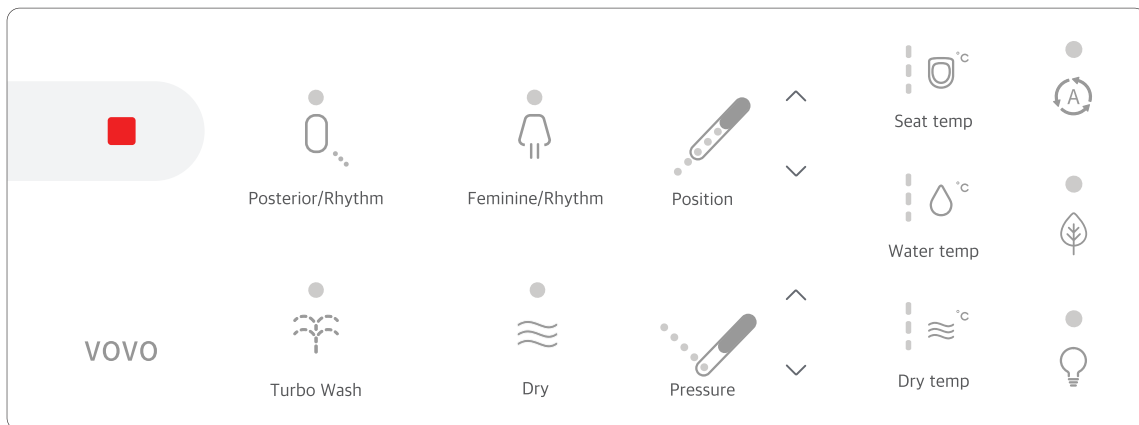 °C
Seat temp
A
Posterior/Rhythm
Feminine/Rhythm
Position
°C
Water temp
VOVO
Turbo Wash
Dry
Pressure
°C
Dry temp